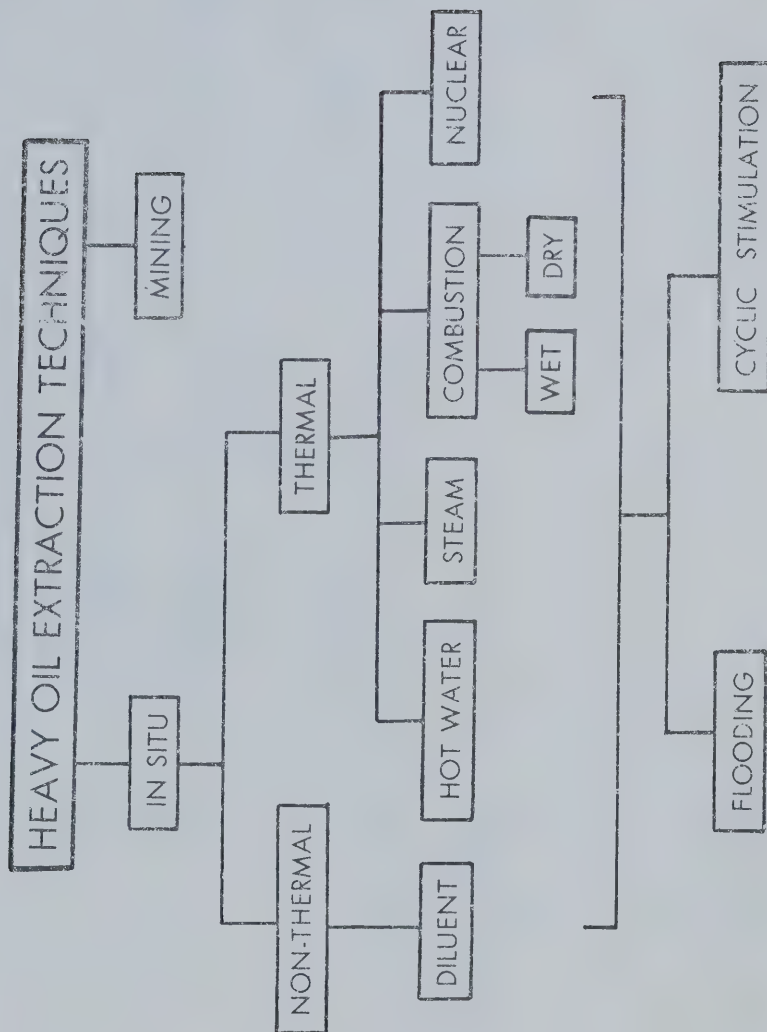 HEAVY OIL EXTRACTION TECHNIQUES
IN SITU
MINING
NON-THERMAL
THERMAL
DILUENT
HOT WATER
STEAM
COMBUSTION
NUCLEAR
WET
DRY
FLOODING
CYCLIC STIMULATION